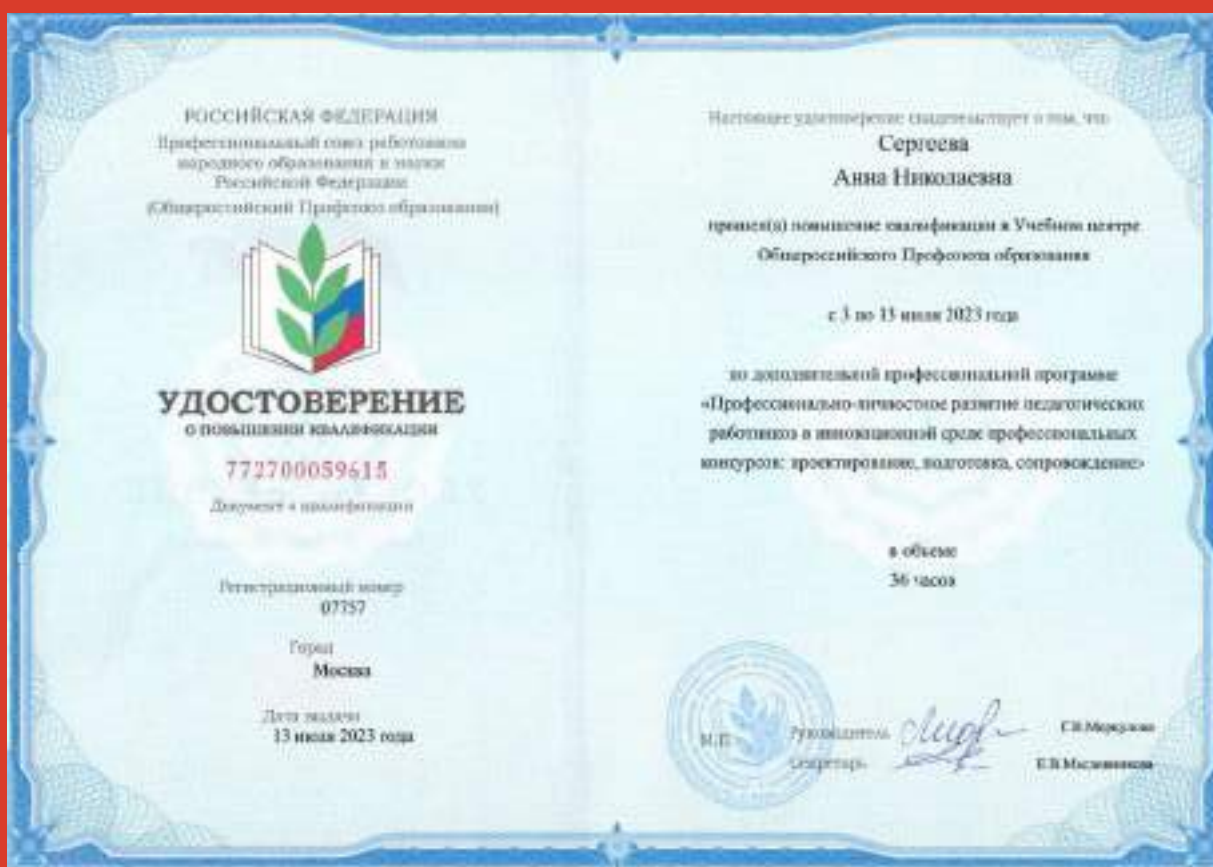 РОССИЙСКАЯ ФЕДЕРАЦИЯ
Профессиональный союз работников
народного образования и науки
Российской Федерации
(Общероссийский Профсоюз образования)
УДОСТОВЕРЕНИЕ
О ПОВЫШЕНИИ КВАЛИФИКАЦИИ
772700059615
Документ о квалификации
Регистрационный номер
07757
Город
Москва
Дата выдачи
13 июля 2023 года
Настоящее удостоверение свидетельствует о том, что
Сергеева
Анна Николаевна
прошел(а) повышение квалификации в Учебном центре
Общероссийского Профсоюза образования
с 3 по 13 июля 2023 года
по дополнительной профессиональной программе
«Профессионально-личностное развитие педагогических
работников в инновационной среде профессиональных
конкурсов: проектирование, подготовка, сопровождение»
в объеме
36 часов
М.П.
Руководитель
Г.В.Меркулова
Секретарь